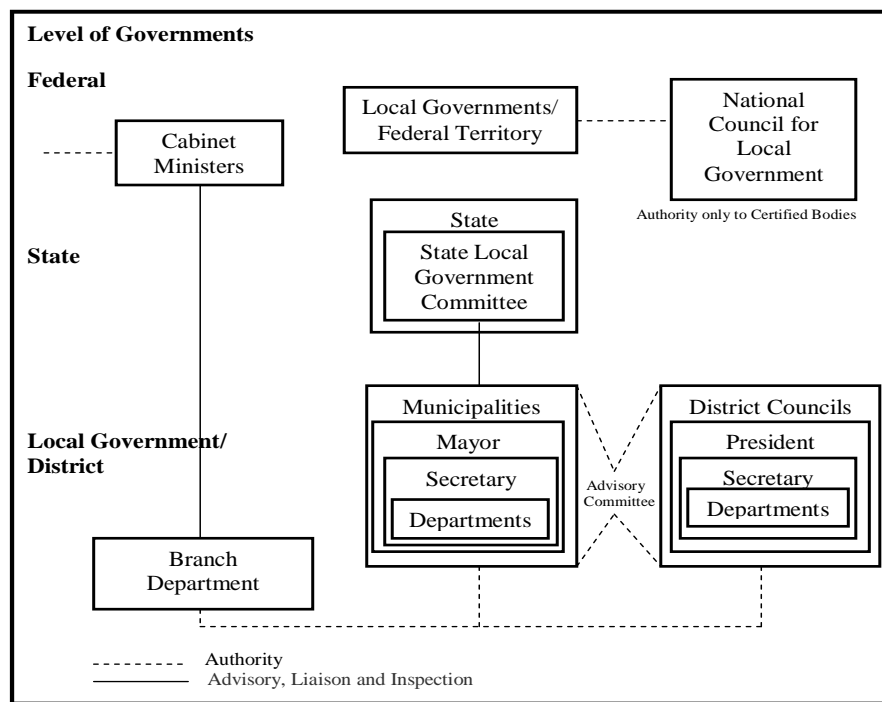 Level of Governments
Federal
Cabinet
Ministers
Local Governments/
Federal Territory
National
Council for
Local
Government
Authority only to Certified Bodies
State
State
State Local
Government
Committee
Local Government/
District
Municipalities
Mayor
Secretary
Departments
Advisory
Committee
District Councils
President
Secretary
Departments
Branch
Department
Authority
Advisory, Liaison and Inspection